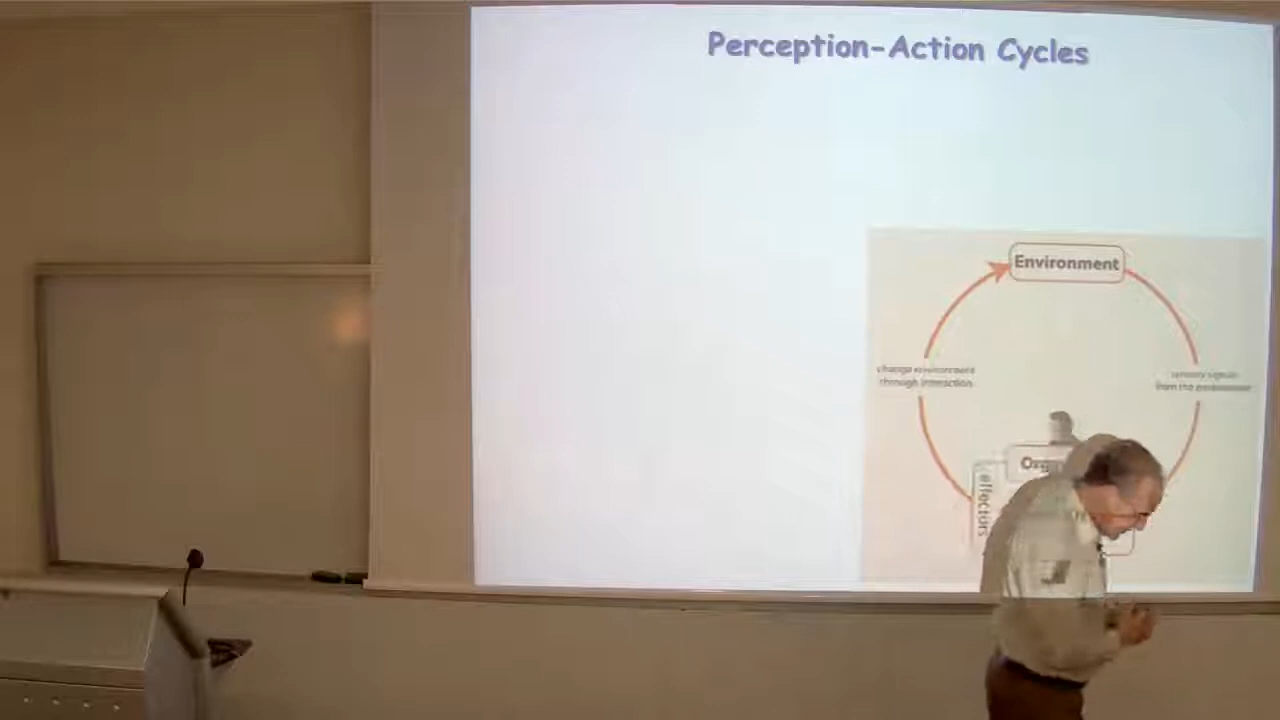 Perception-Action Cycles
Environment
change environment
through interaction
sensory signals
from the environment
effectors